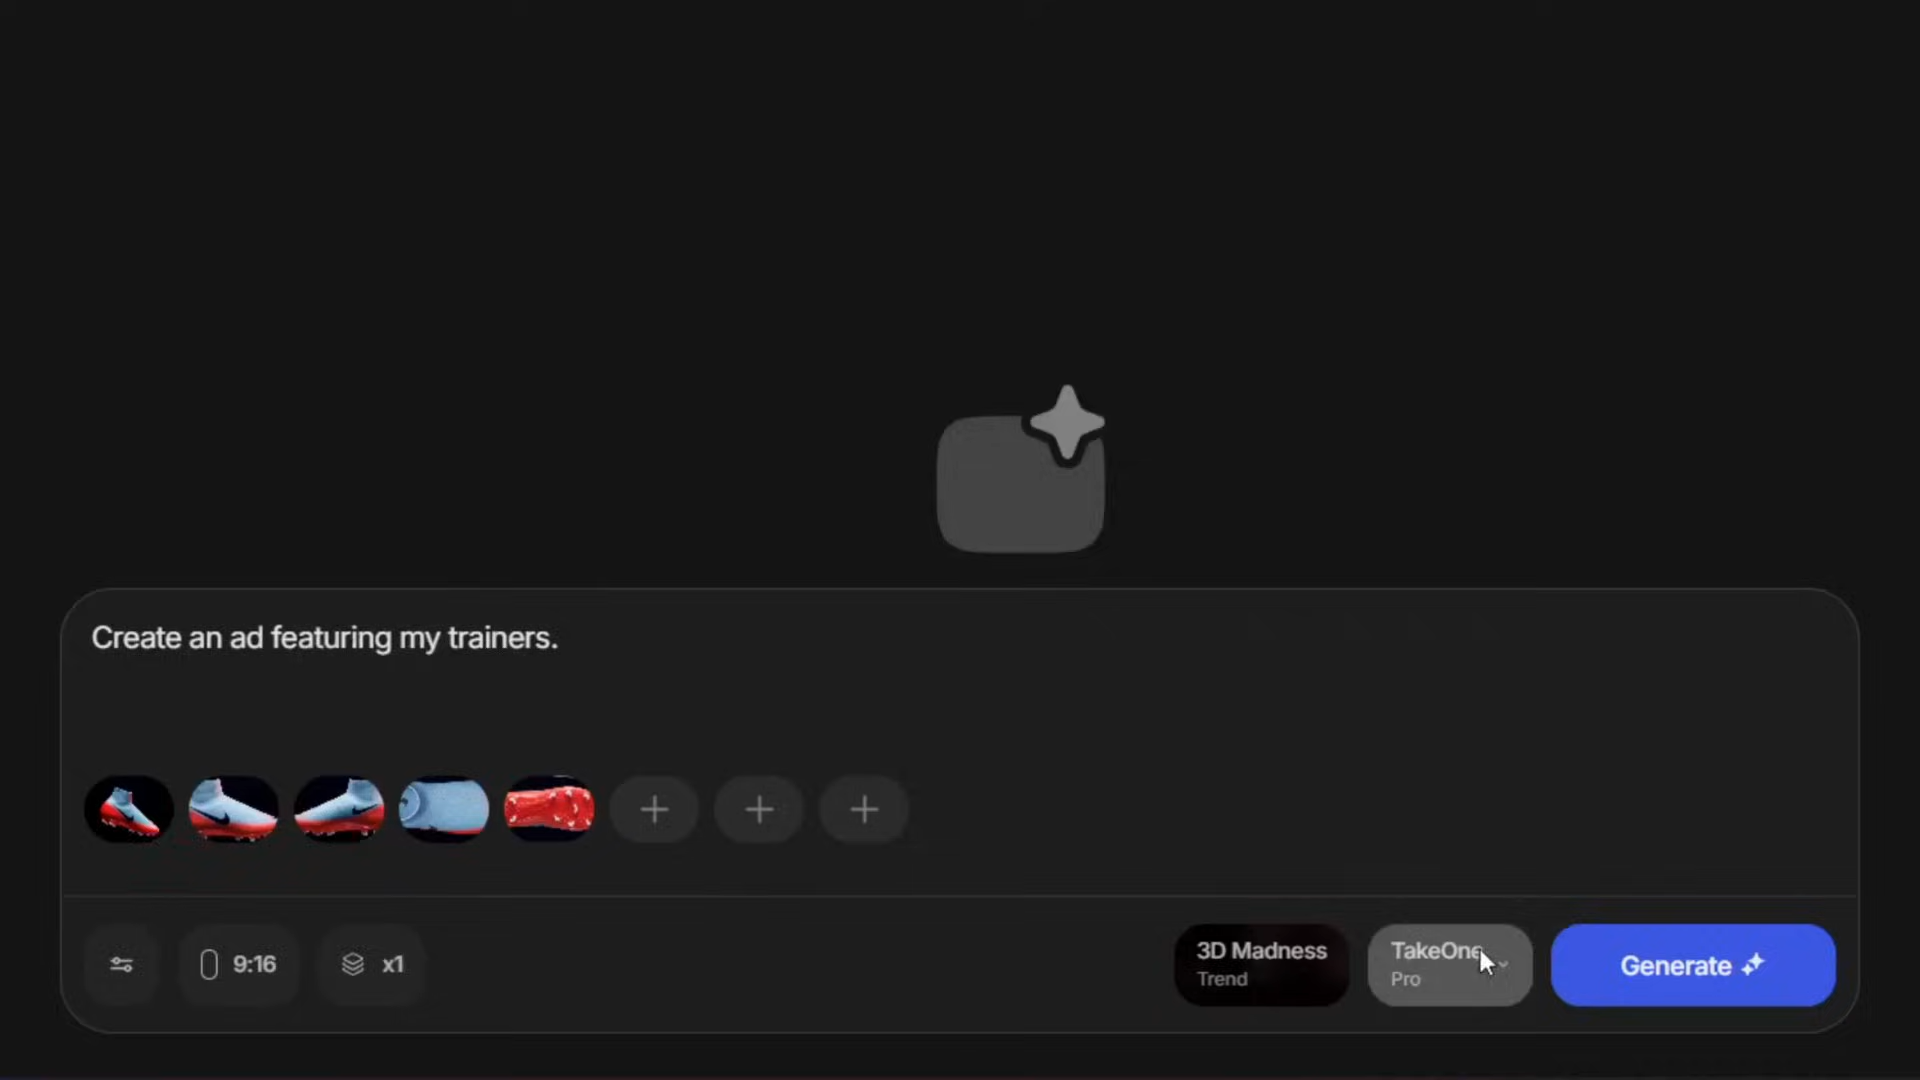 Create an ad featuring my trainers.
9:16
x1
3D Madness
Trend
TakeOne
Pro
Generate